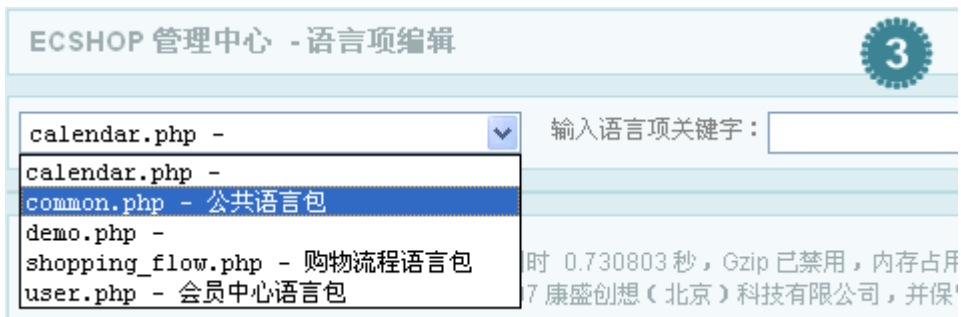 ECSHOP 管理中心 - 语言项编辑
3
calendar.php -
输入语言项关键字：
calendar.php -
common.php - 公共语言包
demo.php -
shopping_flow.php - 购物流程语言包
时 0.730803 秒，Gzip 已禁用，内存占用
user.php - 会员中心语言包
7 康盛创想（北京）科技有限公司，并保